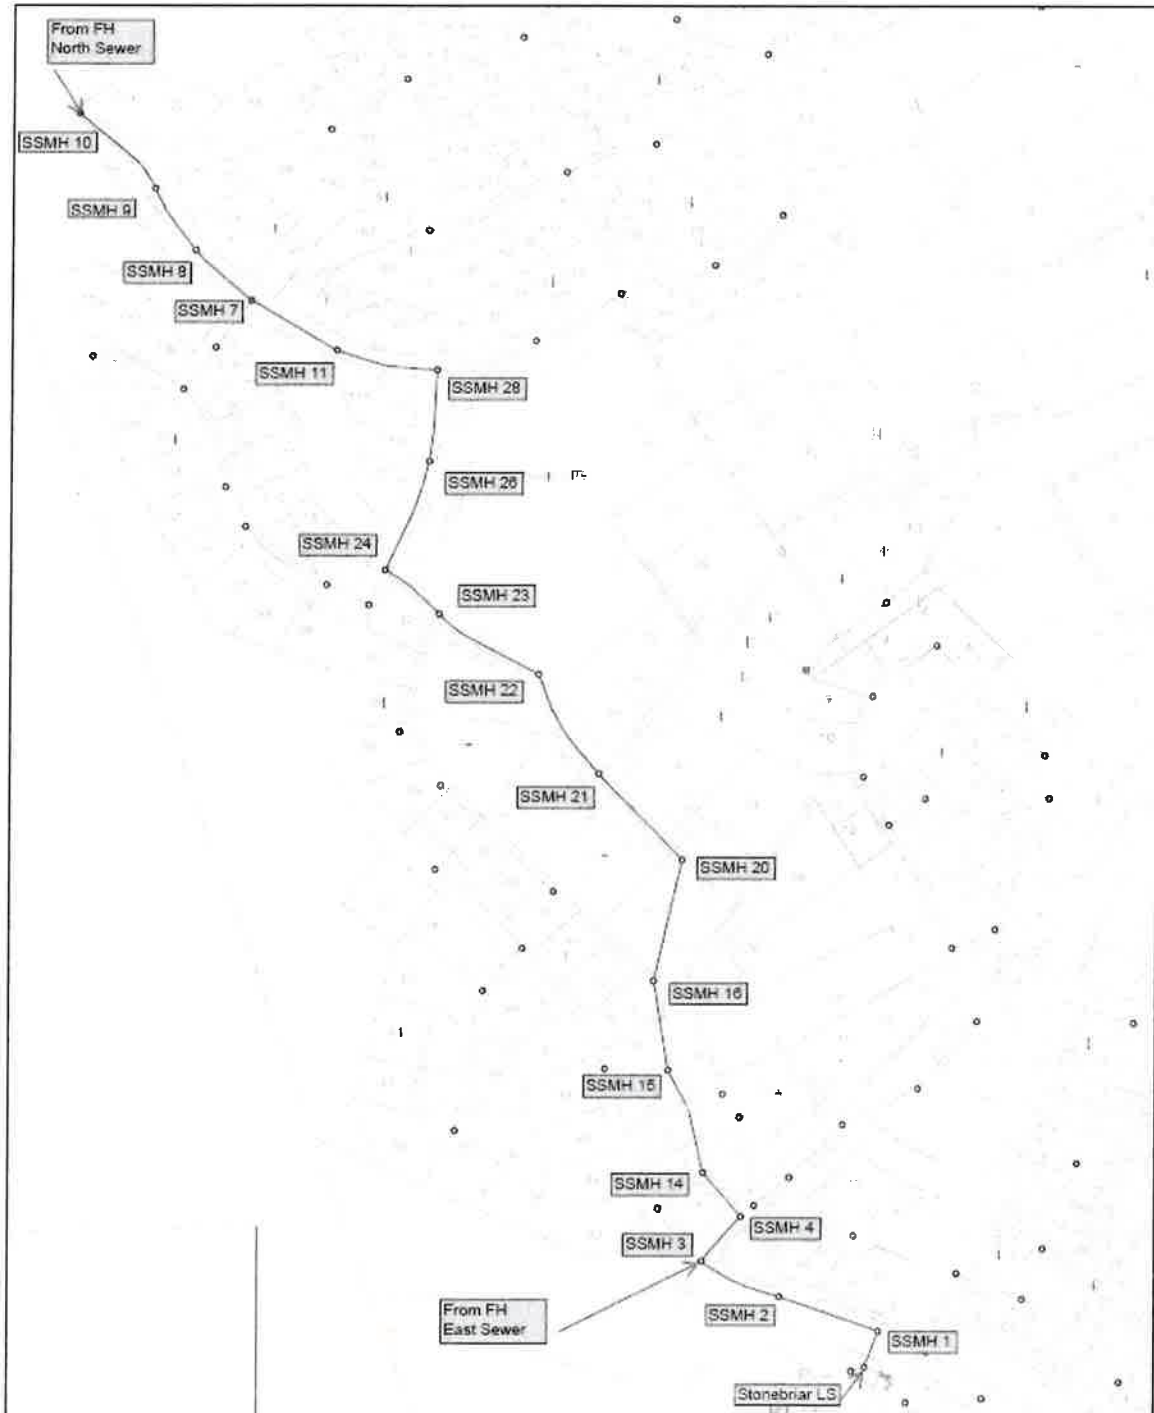 From FH
North Sewer
SSMH 10
SSMH 9
SSMH 8
SSMH 7
SSMH 11
SSMH 28
SSMH 26
SSMH 24
SSMH 23
SSMH 22
SSMH 21
SSMH 20
SSMH 16
SSMH 15
SSMH 14
SSMH 4
SSMH 3
From FH
East Sewer
SSMH 2
SSMH 1
Stonebriar LS